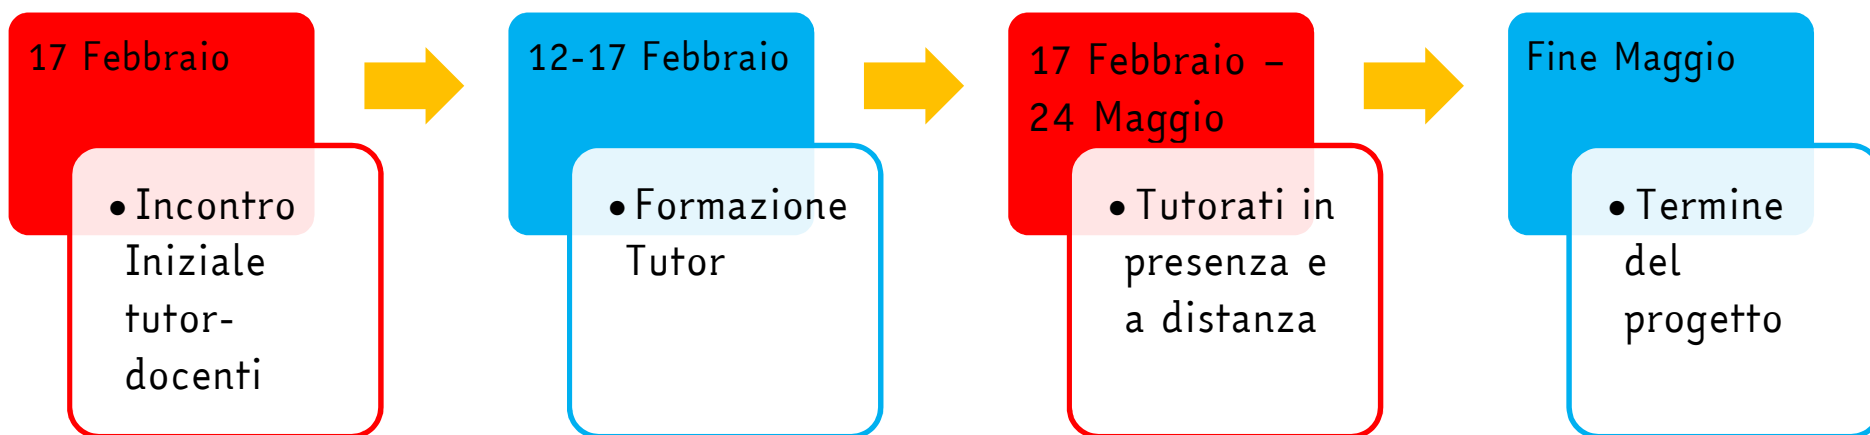 17 Febbraio
• Incontro
Iniziale
tutor-
docenti
12-17 Febbraio
• Formazione
Tutor
17 Febbraio –
24 Maggio
• Tutorati in
presenza e
a distanza
Fine Maggio
• Termine
del
progetto